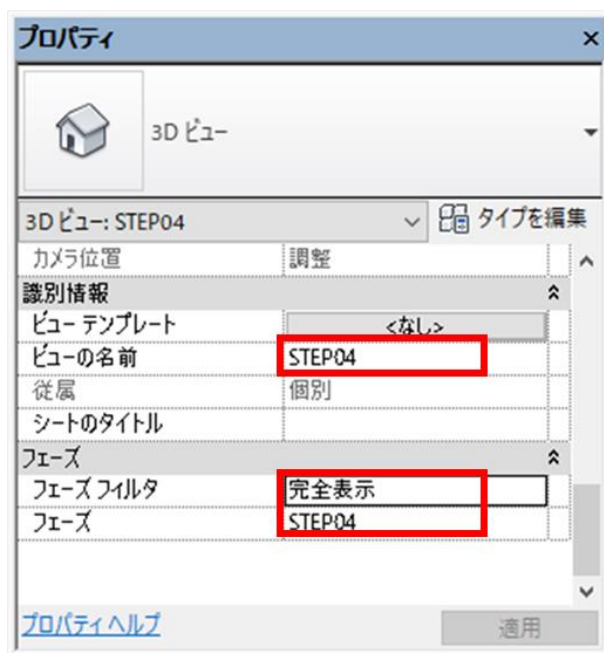 プロパティ ×
3D ビュー
3D ビュー: STEP04 タイプを編集
カメラ位置 調整
識別情報
ビュー テンプレート <なし>
ビューの名前 STEP04
従属 個別
シートのタイトル
フェーズ
フェーズ フィルタ 完全表示
フェーズ STEP04
プロパティ ヘルプ 適用